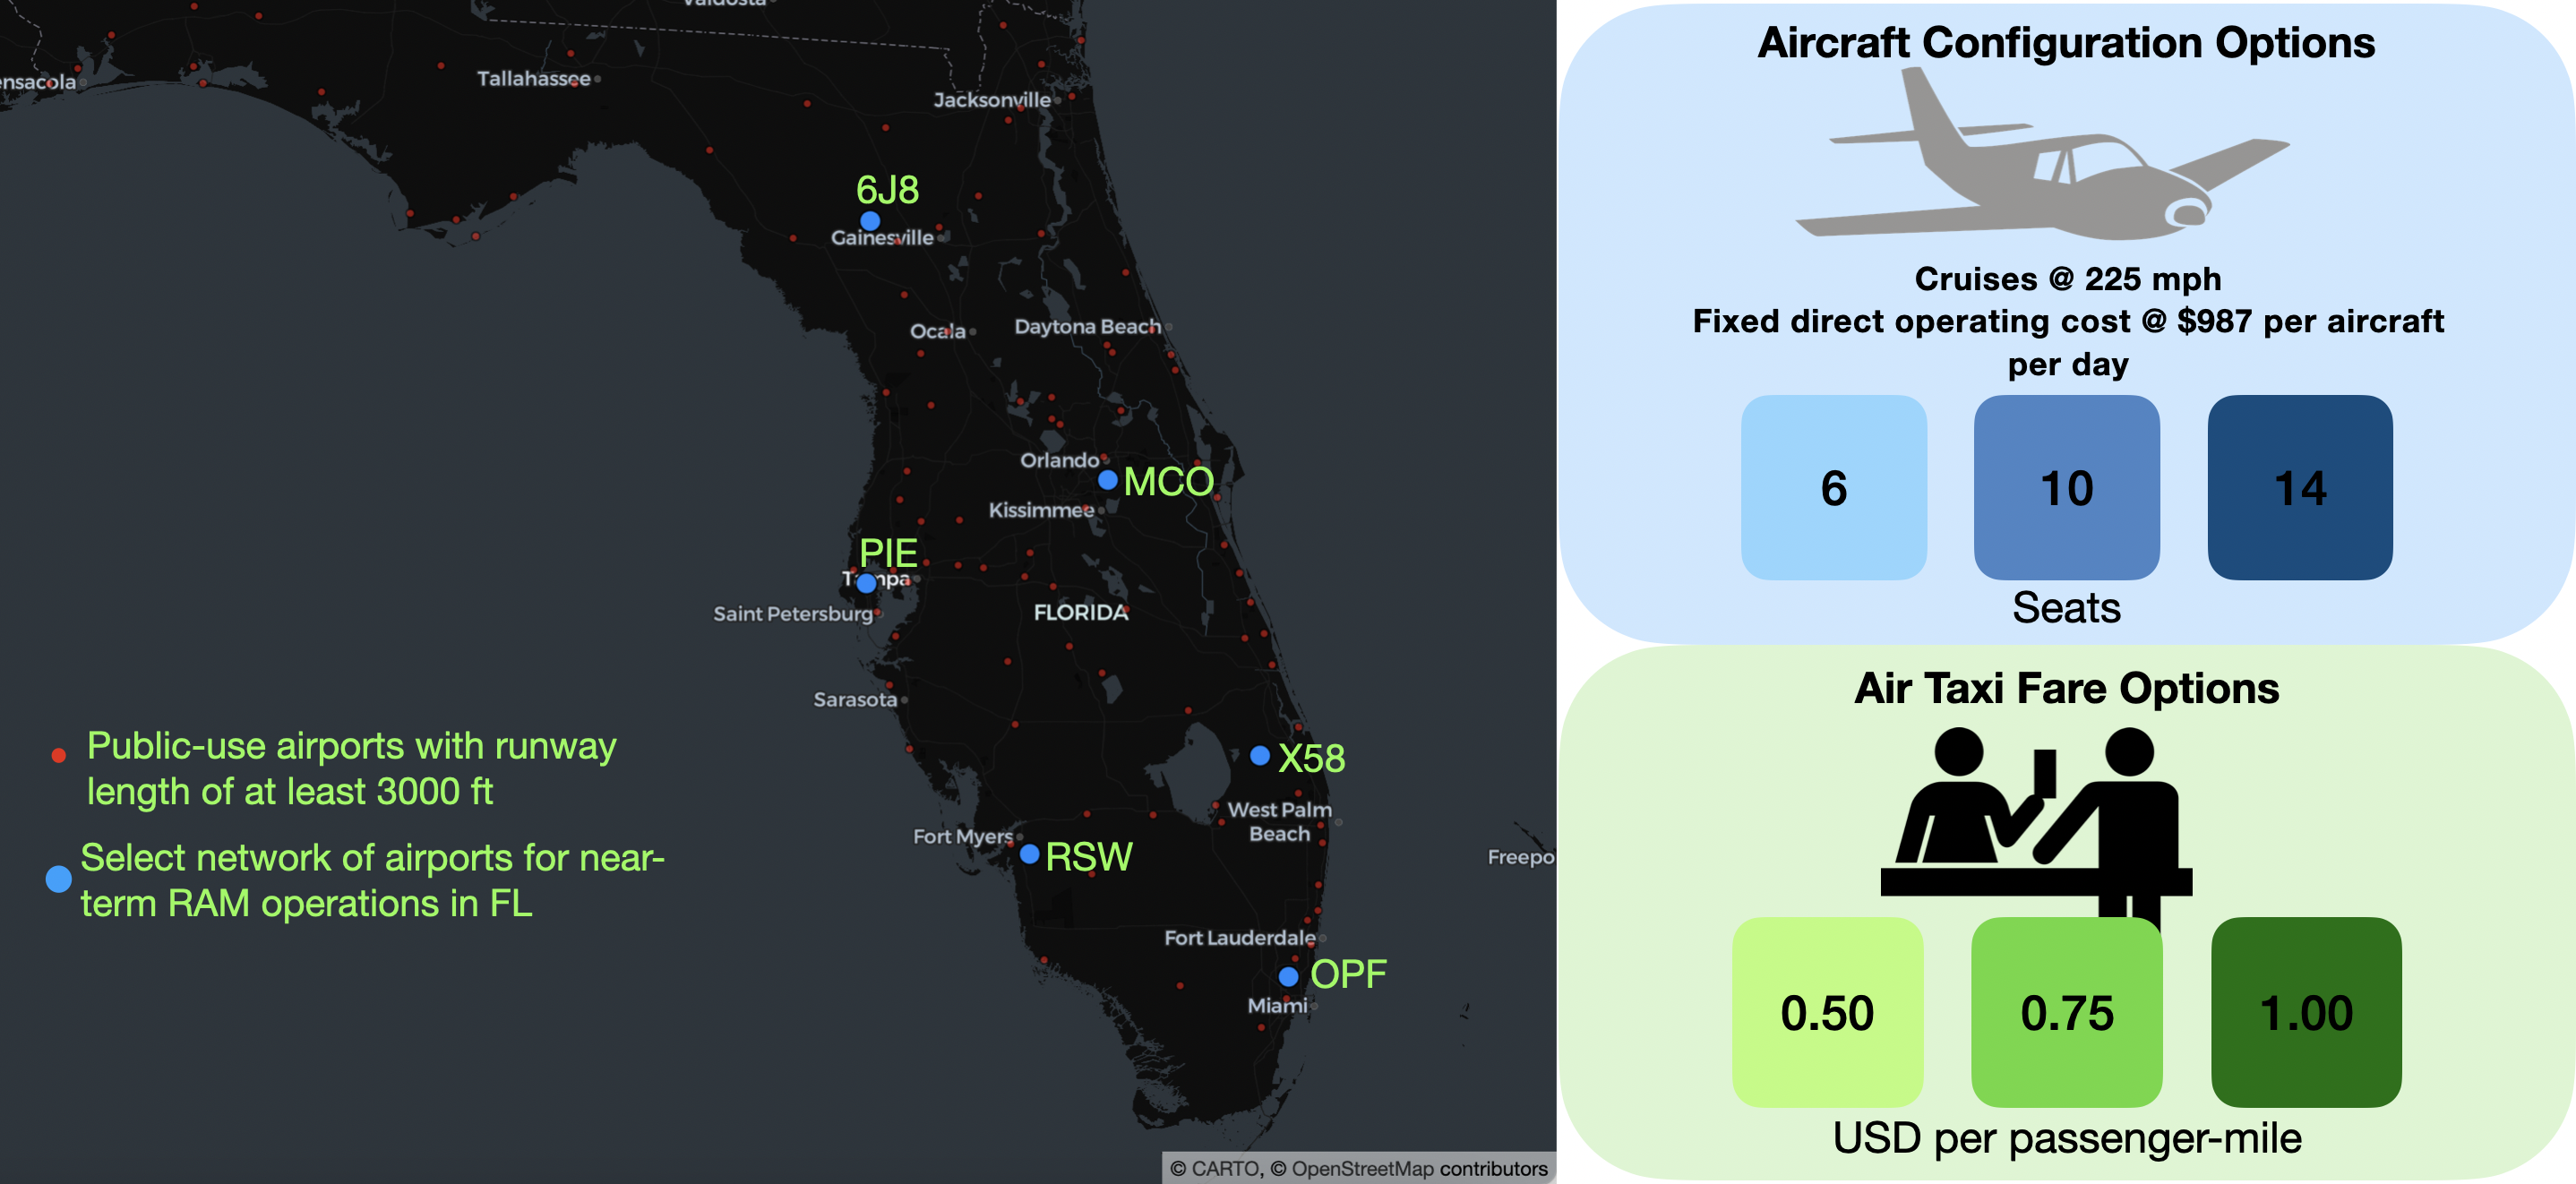 Valdosta
ensacola
Tallahassee
Jacksonville
6J8
Gainesville
Ocala
Daytona Beach
Orlando
MCO
Kissimmee
PIE
Tampa
Saint Petersburg
FLORIDA
Sarasota
X58
West Palm
Beach
Fort Myers
RSW
Freepo
Fort Lauderdale
OPF
Miami
Public-use airports with runway
length of at least 3000 ft
Select network of airports for near-
term RAM operations in FL
© CARTO, © OpenStreetMap contributors
Aircraft Configuration Options
Cruises @ 225 mph
Fixed direct operating cost @ $987 per aircraft
per day
6 10 14
Seats
Air Taxi Fare Options
0.50 0.75 1.00
USD per passenger-mile